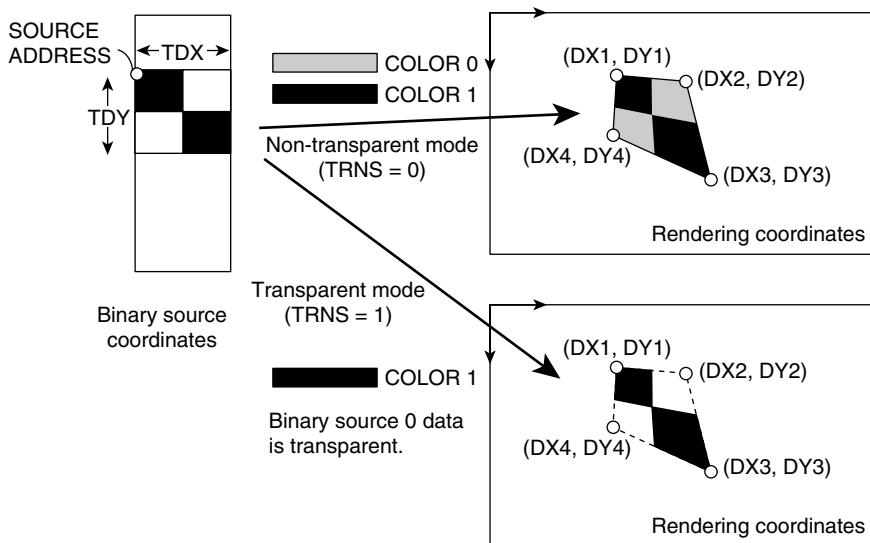 SOURCE
ADDRESS
TDX
TDY
Binary source
coordinates
COLOR 0
COLOR 1
Non-transparent mode
(TRNS = 0)
(DX1, DY1)
(DX2, DY2)
(DX4, DY4)
(DX3, DY3)
Rendering coordinates
Transparent mode
(TRNS = 1)
COLOR 1
Binary source 0 data
is transparent.
(DX1, DY1)
(DX2, DY2)
(DX4, DY4)
(DX3, DY3)
Rendering coordinates